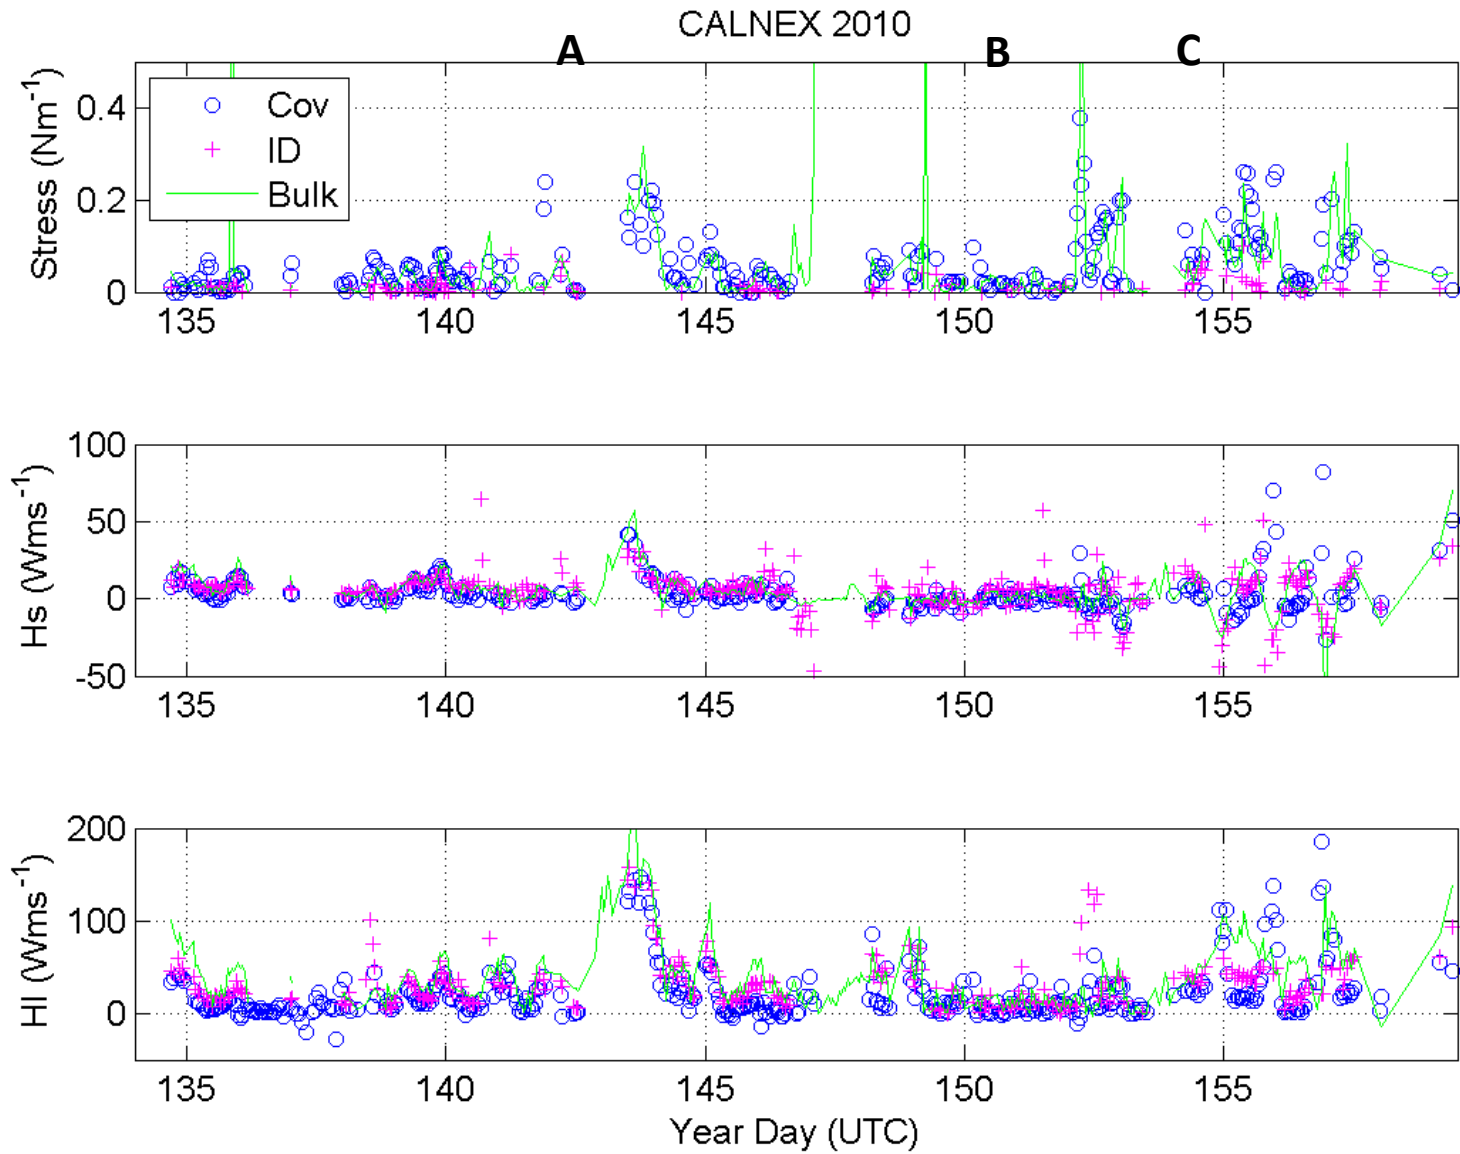 CALNEX 2010
A B C
Stress (Nm⁻¹)
0.4
0.2
0
Cov
ID
Bulk
135 140 145 150 155
Hs (Wms⁻¹)
100
50
0
-50
135 140 145 150 155
Hl (Wms⁻¹)
200
100
0
135 140 145 150 155
Year Day (UTC)